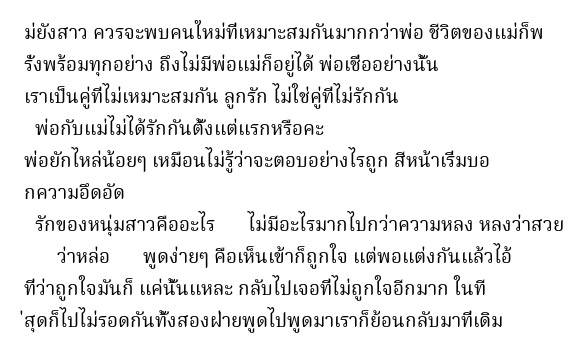 ม่ยังสาว ควรจะพบคนใหม่ที่เหมาะสมกันมากกว่าพ่อ ชีวิตของแม่ก็พ
รั่งพร้อมทุกอย่าง ถึงไม่มีพ่อแม่ก็อยู่ได้ พ่อเชื่ออย่างนั้น
เราเป็นคู่ที่ไม่เหมาะสมกัน ลูกรัก ไม่ใช่คู่ที่ไม่รักกัน
พ่อกับแม่ไม่ได้รักกันตั้งแต่แรกหรือคะ
พ่อยักไหล่น้อยๆ เหมือนไม่รู้ว่าจะตอบอย่างไรถูก สีหน้าเริ่มบอ
กความอึดอัด
รักของหนุ่มสาวคืออะไร ไม่มีอะไรมากไปกว่าความหลง หลงว่าสวย
ว่าหล่อ พูดง่ายๆ คือเห็นเข้าก็ถูกใจ แต่พอแต่งกันแล้วไอ้
ที่ว่าถูกใจมันก็ แค่นั้นแหละ กลับไปเจอที่ไม่ถูกใจอีกมาก ในที
่สุดก็ไปไม่รอดกันทั้งสองฝ่ายพูดไปพูดมาเราก็ย้อนกลับมาที่เดิม